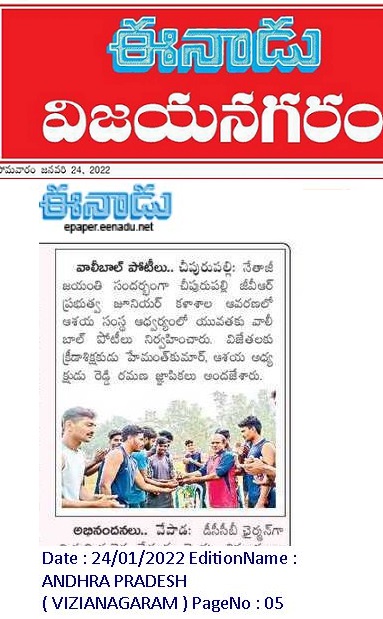 ఈనాడు
విజయనగరం
సోమవారం జనవరి 24, 2022
ఈనాడు
epaper.eenadu.net
వాలీబాల్ పోటీలు.. చీపురుపల్లి: నేతాజీ
జయంతి సందర్భంగా చీపురుపల్లి జీవీఆర్
ప్రభుత్వ జూనియర్ కళాశాల ఆవరణలో
ఆశయ సంస్థ ఆధ్వర్యంలో యువతకు వాలీ
బాల్ పోటీలు నిర్వహించారు. విజేతలకు
క్రీడాశిక్షకుడు హేమంత్‌కుమార్, ఆశయ అధ్య
క్షుడు రెడ్డి రమణ జ్ఞాపికలు అందజేశారు.
అభినందనలు.. వేపాడ: డీసీసీబీ ఛైర్మన్‌గా
Date : 24/01/2022 EditionName :
ANDHRA PRADESH
( VIZIANAGARAM ) PageNo : 05